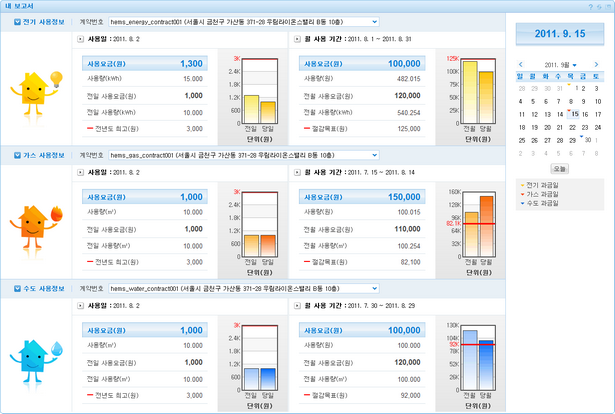 내 보고서
전기 사용정보 계약번호 hems_energy_contract001 (서울시 금천구 가산동 371-28 우림라이온스밸리 B동 10층)
사용일 : 2011. 8. 2
사용요금(원) 1,300
사용량(kWh) 15.000
전일 사용요금(원) 1,000
전일 사용량(kWh) 10.000
전년도 최고(원) 3,000
3K
2.4K
1.8K
1.2K
600
0
전일 당일
단위(원)
월 사용 기간 : 2011. 8. 1 ~ 2011. 8. 31
사용요금(원) 100,000
사용량(kWh) 482.015
전월 사용요금(원) 120,000
전월 사용량(kWh) 540.254
절감목표(원) 125,000
125K
100K
75K
50K
25K
0
전월 당월
단위(원)
가스 사용정보 계약번호 hems_gas_contract001 (서울시 금천구 가산동 371-28 우림라이온스밸리 B동 10층)
사용일 : 2011. 8. 2
사용요금(원) 1,000
사용량(㎥) 10.000
전일 사용요금(원) 1,000
전일 사용량(㎥) 10.000
전년도 최고(원) 3,000
3K
2.4K
1.8K
1.2K
600
0
전일 당일
단위(원)
월 사용 기간 : 2011. 7. 15 ~ 2011. 8. 14
사용요금(원) 150,000
사용량(㎥) 100.015
전월 사용요금(원) 110,000
전월 사용량(㎥) 100.254
절감목표(원) 82,100
160K
128K
96K
82.1K
64K
32K
0
전월 당월
단위(원)
수도 사용정보 계약번호 hems_water_contract001 (서울시 금천구 가산동 371-28 우림라이온스밸리 B동 10층)
사용일 : 2011. 8. 2
사용요금(원) 1,000
사용량(㎥) 10.000
전일 사용요금(원) 1,000
전일 사용량(㎥) 10.000
전년도 최고(원) 3,000
3K
2.4K
1.8K
1.2K
600
0
전일 당일
단위(원)
월 사용 기간 : 2011. 7. 30 ~ 2011. 8. 29
사용요금(원) 100,000
사용량(㎥) 100.000
전월 사용요금(원) 120,000
전월 사용량(㎥) 100.000
절감목표(원) 92,000
130K
104K
92K
78K
52K
26K
0
전월 당월
단위(원)
2011. 9. 15
2011. 9월
일 월 화 수 목 금 토
28 29 30 31 1 2 3
4 5 6 7 8 9 10
11 12 13 14 15 16 17
18 19 20 21 22 23 24
25 26 27 28 29 30 1
2 3 4 5 6 7 8
오늘
전기 과금일
가스 과금일
수도 과금일